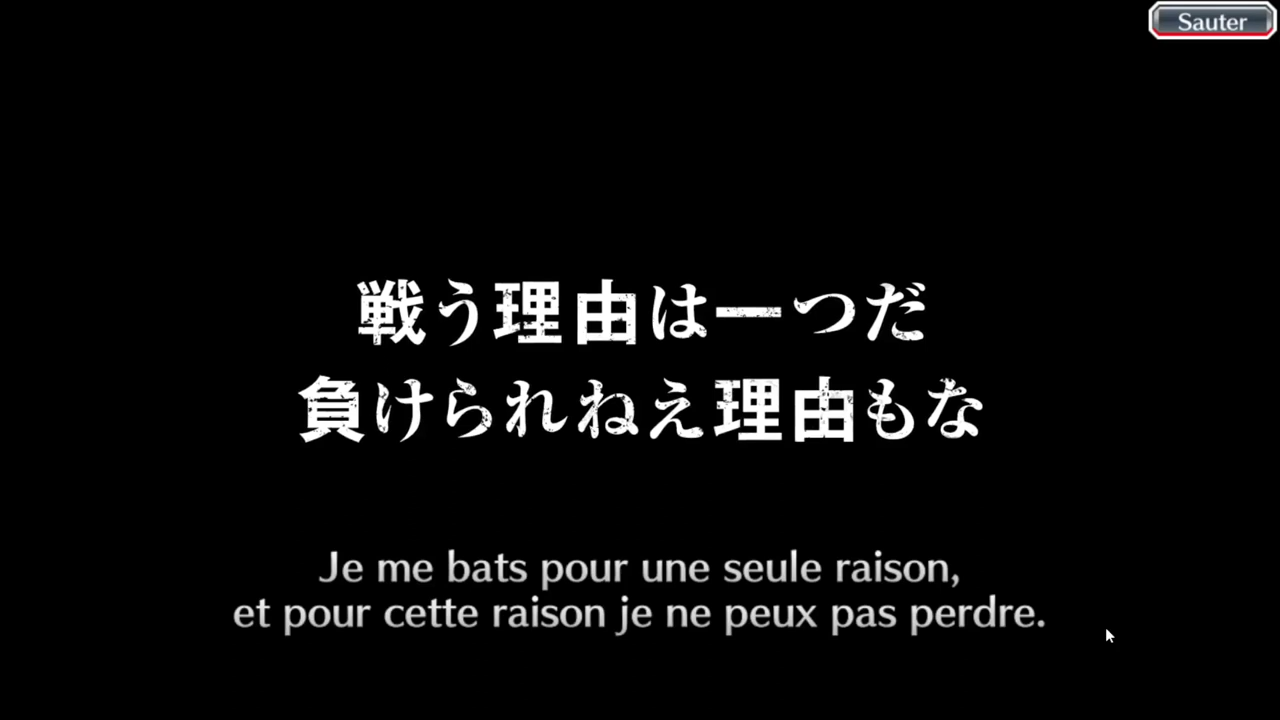 Sauter
戦う理由は一つだ
負けられねえ理由もな
Je me bats pour une seule raison,
et pour cette raison je ne peux pas perdre.